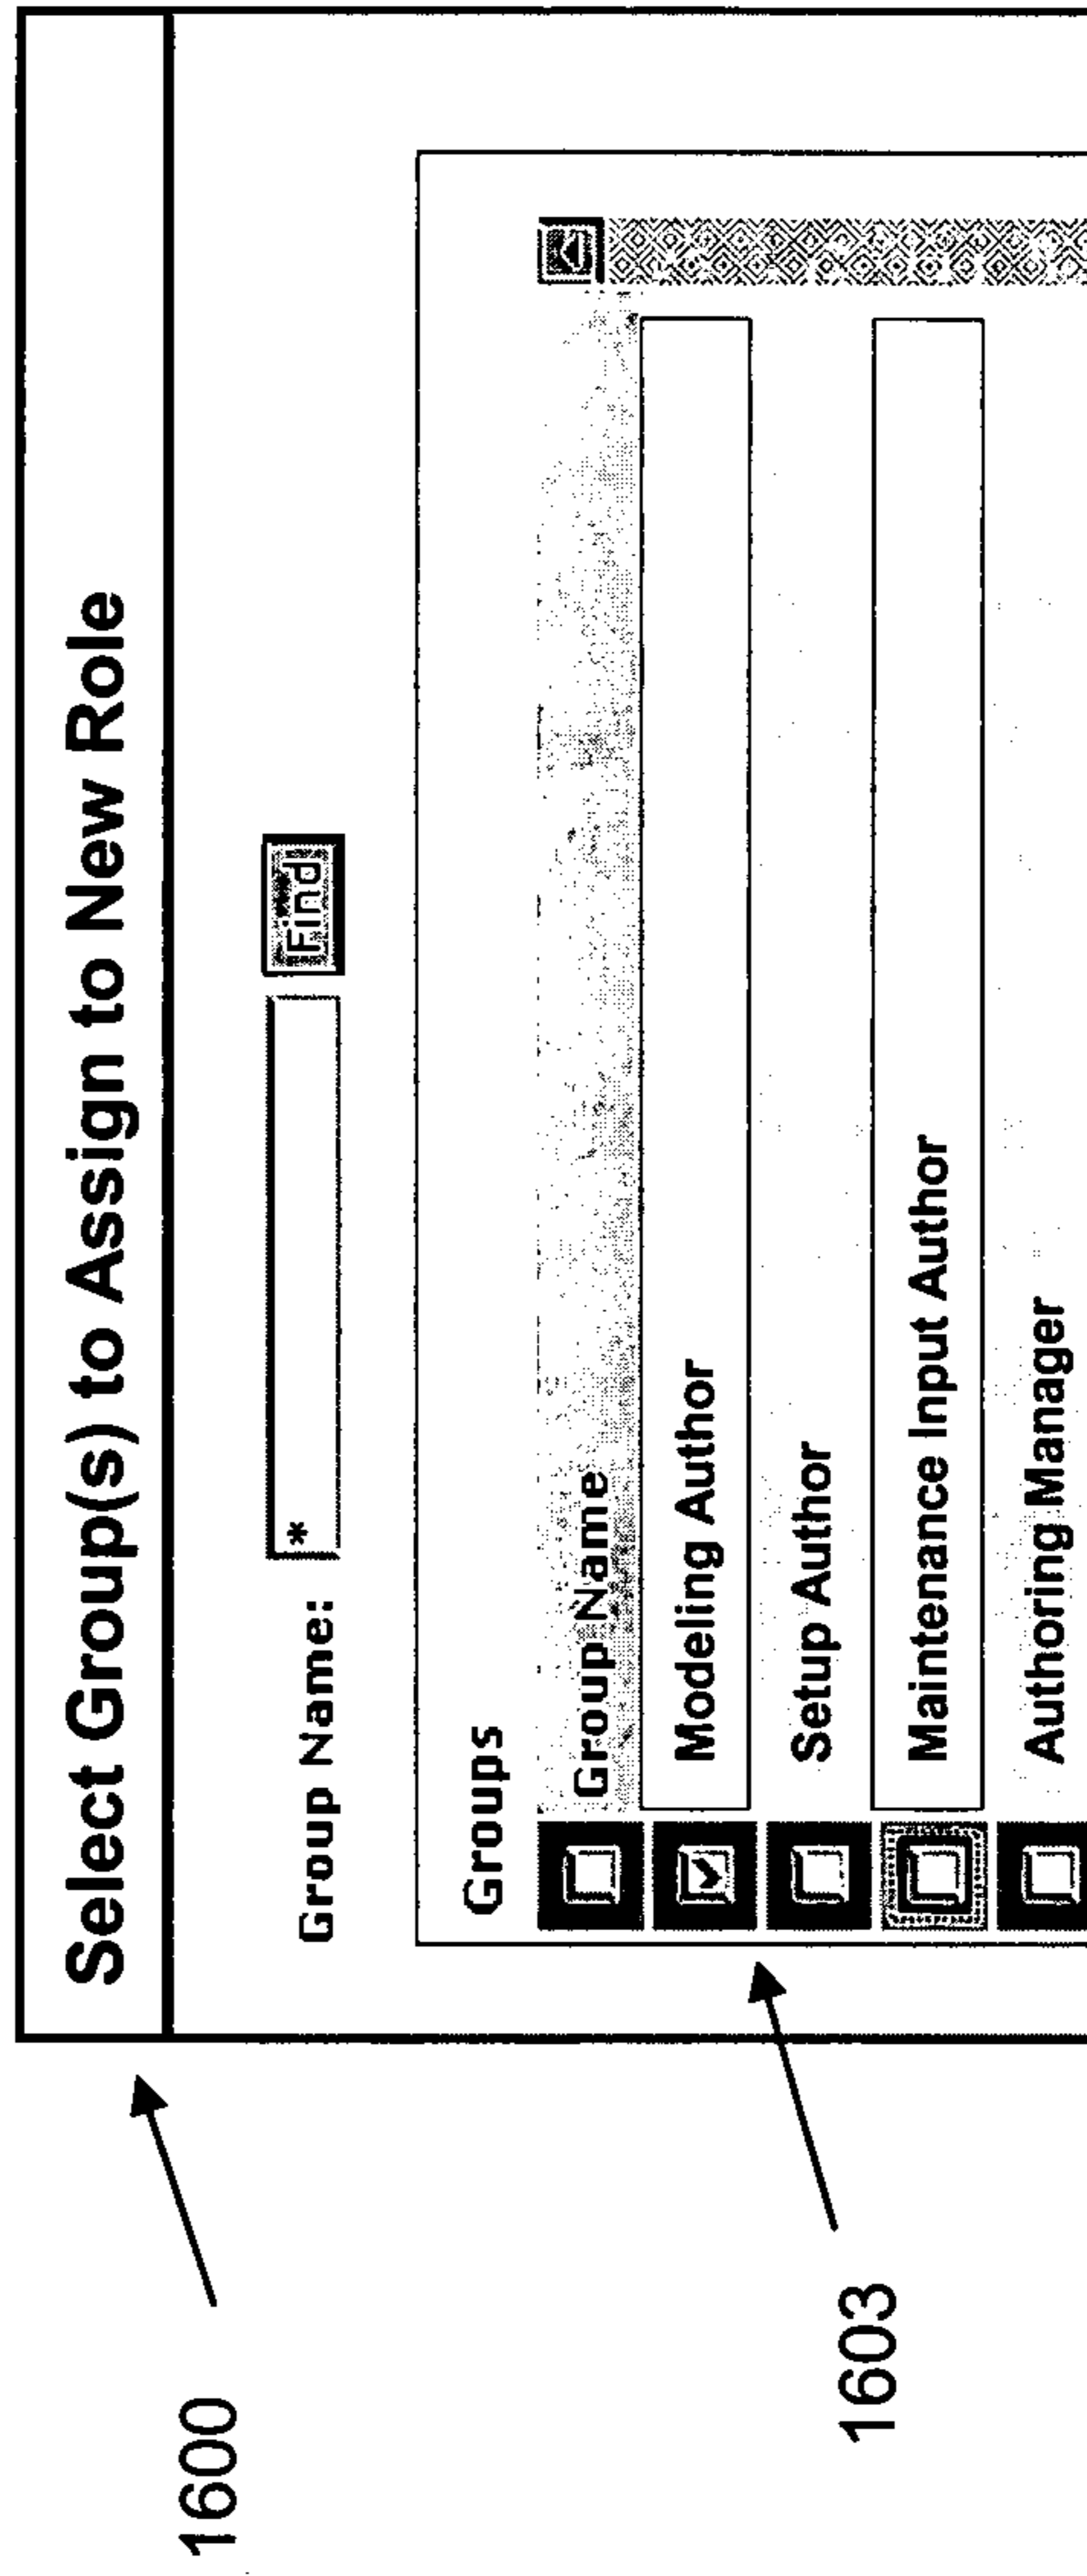 Select Group(s) to Assign to New Role
1600
Group Name: * Find
Groups
Group Name
Modeling Author
1603
Setup Author
Maintenance Input Author
Authoring Manager